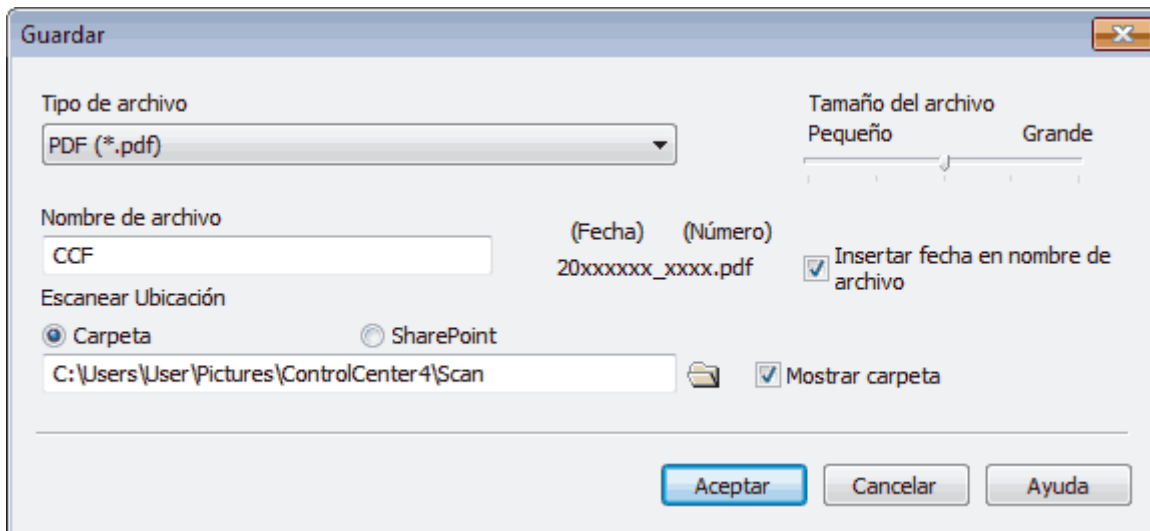 Guardar
Tipo de archivo
Tamaño del archivo
PDF (*.pdf)
Pequeño Grande
Nombre de archivo
(Fecha) (Número)
CCF
20xxxxxx_xxxx.pdf
Insertar fecha en nombre de
archivo
Escanear Ubicación
Carpeta SharePoint
C:\Users\User\Pictures\ControlCenter4\Scan
Mostrar carpeta
Aceptar Cancelar Ayuda